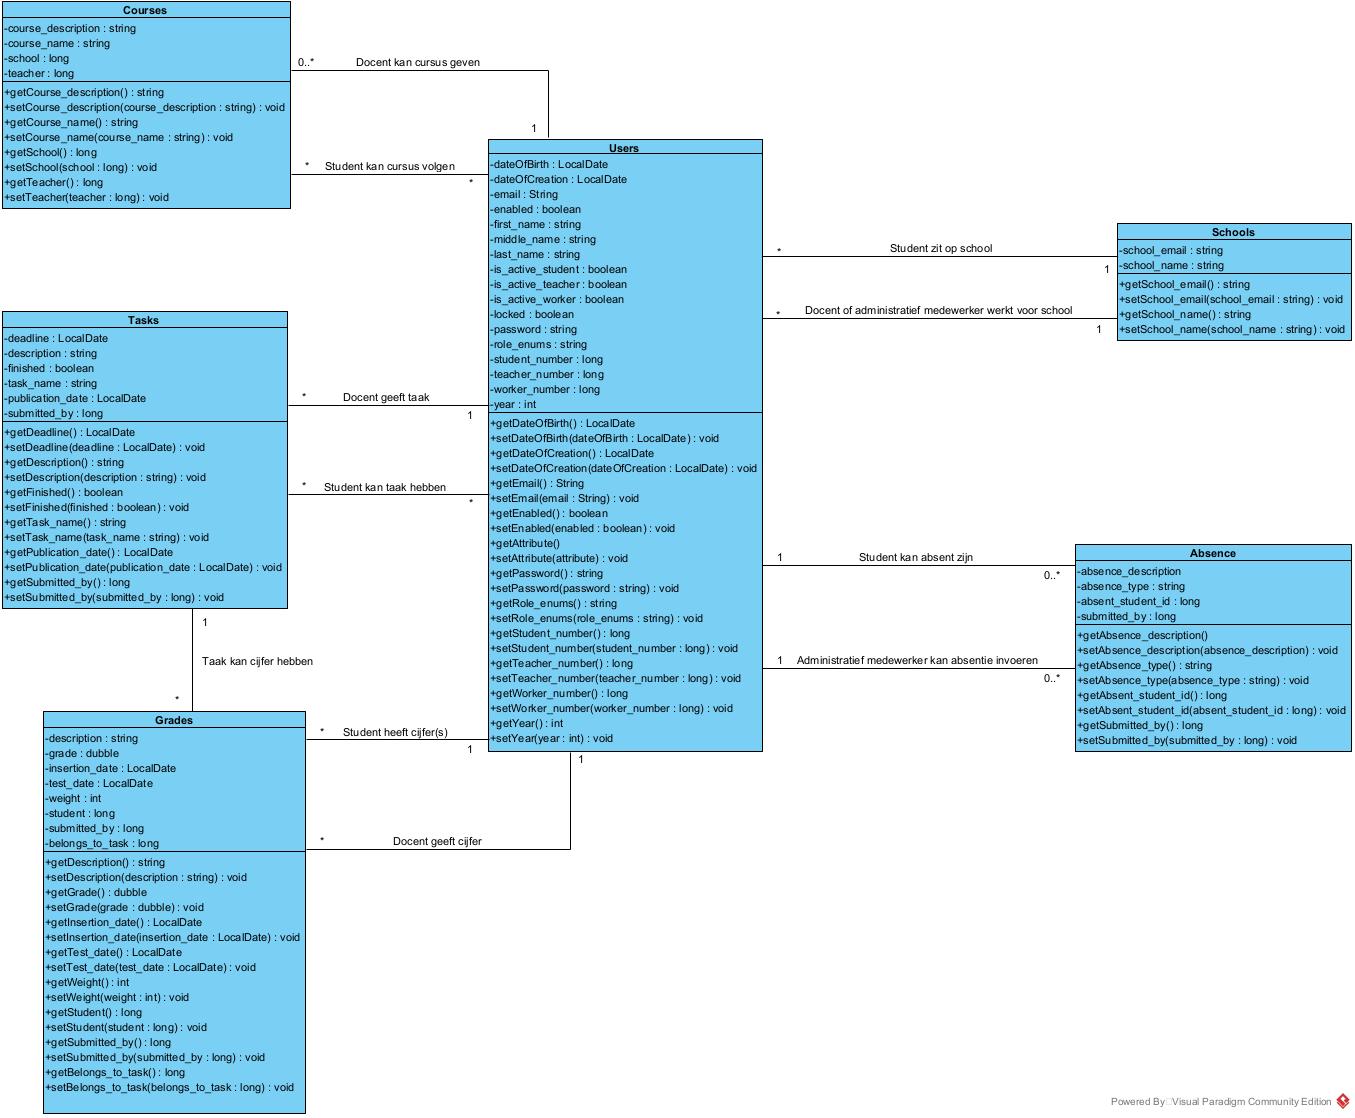 Courses
-course_description : string
-course_name : string
-school : long
-teacher : long
+getCourse_description() : string
+setCourse_description(course_description : string) : void
+getCourse_name() : string
+setCourse_name(course_name : string) : void
+getSchool() : long
+setSchool(school : long) : void
+getTeacher() : long
+setTeacher(teacher : long) : void
0..*
Docent kan cursus geven
1
*
Student kan cursus volgen
*
Users
-dateOfBirth : LocalDate
-dateOfCreation : LocalDate
-email : String
-enabled : boolean
-first_name : string
-middle_name : string
-last_name : string
-is_active_student : boolean
-is_active_teacher : boolean
-is_active_worker : boolean
-locked : boolean
-password : string
-role_enums : string
-student_number : long
-teacher_number : long
-worker_number : long
-year : int
+getDateOfBirth() : LocalDate
+setDateOfBirth(dateOfBirth : LocalDate) : void
+getDateOfCreation() : LocalDate
+setDateOfCreation(dateOfCreation : LocalDate) : void
+getEmail() : String
+setEmail(email : String) : void
+getEnabled() : boolean
+setEnabled(enabled : boolean) : void
+getAttribute()
+setAttribute(attribute) : void
+getPassword() : string
+setPassword(password : string) : void
+getRole_enums() : string
+setRole_enums(role_enums : string) : void
+getStudent_number() : long
+setStudent_number(student_number : long) : void
+getTeacher_number() : long
+setTeacher_number(teacher_number : long) : void
+getWorker_number() : long
+setWorker_number(worker_number : long) : void
+getYear() : int
+setYear(year : int) : void
*
Student zit op school
1
*
Docent of administratief medewerker werkt voor school
1
Schools
-school_email : string
-school_name : string
+getSchool_email() : string
+setSchool_email(school_email : string) : void
+getSchool_name() : string
+setSchool_name(school_name : string) : void
Tasks
-deadline : LocalDate
-description : string
-finished : boolean
-task_name : string
-publication_date : LocalDate
-submitted_by : long
+getDeadline() : LocalDate
+setDeadline(deadline : LocalDate) : void
+getDescription() : string
+setDescription(description : string) : void
+getFinished() : boolean
+setFinished(finished : boolean) : void
+getTask_name() : string
+setTask_name(task_name : string) : void
+getPublication_date() : LocalDate
+setPublication_date(publication_date : LocalDate) : void
+getSubmitted_by() : long
+setSubmitted_by(submitted_by : long) : void
*
Docent geeft taak
1
*
Student kan taak hebben
*
1
Student kan absent zijn
0..*
1
Administratief medewerker kan absentie invoeren
0..*
Absence
-absence_description
-absence_type : string
-absent_student_id : long
-submitted_by : long
+getAbsence_description()
+setAbsence_description(absence_description) : void
+getAbsence_type() : string
+setAbsence_type(absence_type : string) : void
+getAbsent_student_id() : long
+setAbsent_student_id(absent_student_id : long) : void
+getSubmitted_by() : long
+setSubmitted_by(submitted_by : long) : void
1
Taak kan cijfer hebben
*
Grades
-description : string
-grade : dubble
-insertion_date : LocalDate
-test_date : LocalDate
-weight : int
-student : long
-submitted_by : long
-belongs_to_task : long
+getDescription() : string
+setDescription(description : string) : void
+getGrade() : dubble
+setGrade(grade : dubble) : void
+getInsertion_date() : LocalDate
+setInsertion_date(insertion_date : LocalDate) : void
+getTest_date() : LocalDate
+setTest_date(test_date : LocalDate) : void
+getWeight() : int
+setWeight(weight : int) : void
+getStudent() : long
+setStudent(student : long) : void
+getSubmitted_by() : long
+setSubmitted_by(submitted_by : long) : void
+getBelongs_to_task() : long
+setBelongs_to_task(belongs_to_task : long) : void
*
Student heeft cijfer(s)
1
1
*
Docent geeft cijfer
Powered By Visual Paradigm Community Edition